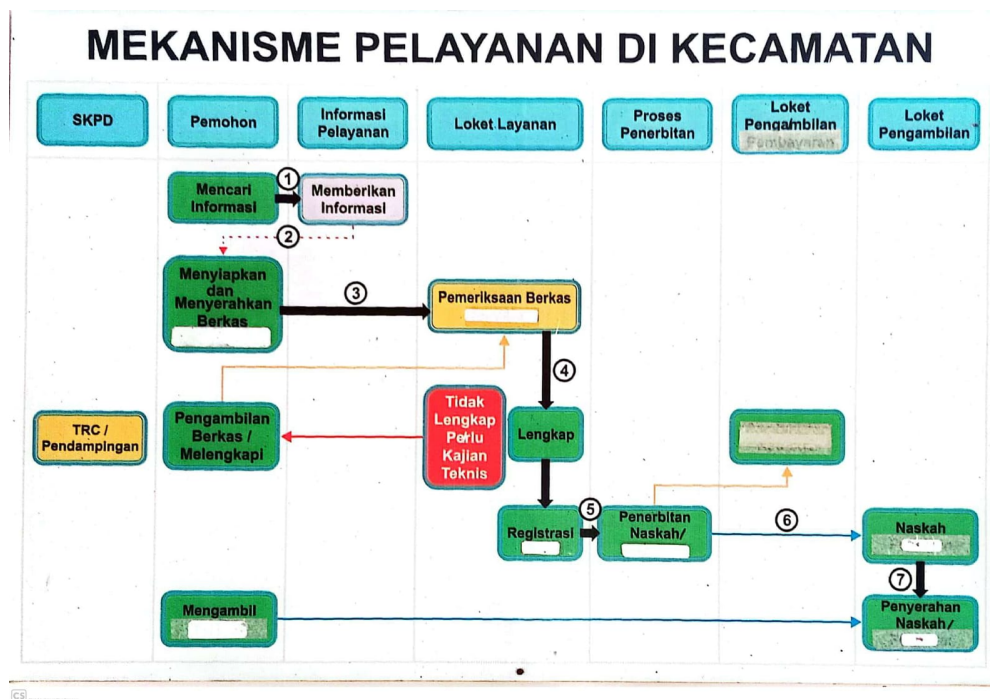 MEKANISME PELAYANAN DI KECAMATAN
SKPD
Pemohon
Informasi
Pelayanan
Loket Layanan
Proses
Penerbitan
Loket
Pengambilan
Pembayaran
Loket
Pengambilan
Mencari
Informasi
1
Memberikan
Informasi
2
Menyiapkan
dan
Menyerahkan
Berkas
3
Pemeriksaan Berkas
4
TRC /
Pendampingan
Pengambilan
Berkas /
Melengkapi
Tidak
Lengkap
Perlu
Kajian
Teknis
Lengkap
Registrasi
5
Penerbitan
Naskah/
6
Naskah
7
Mengambil
Penyerahan
Naskah/
CS